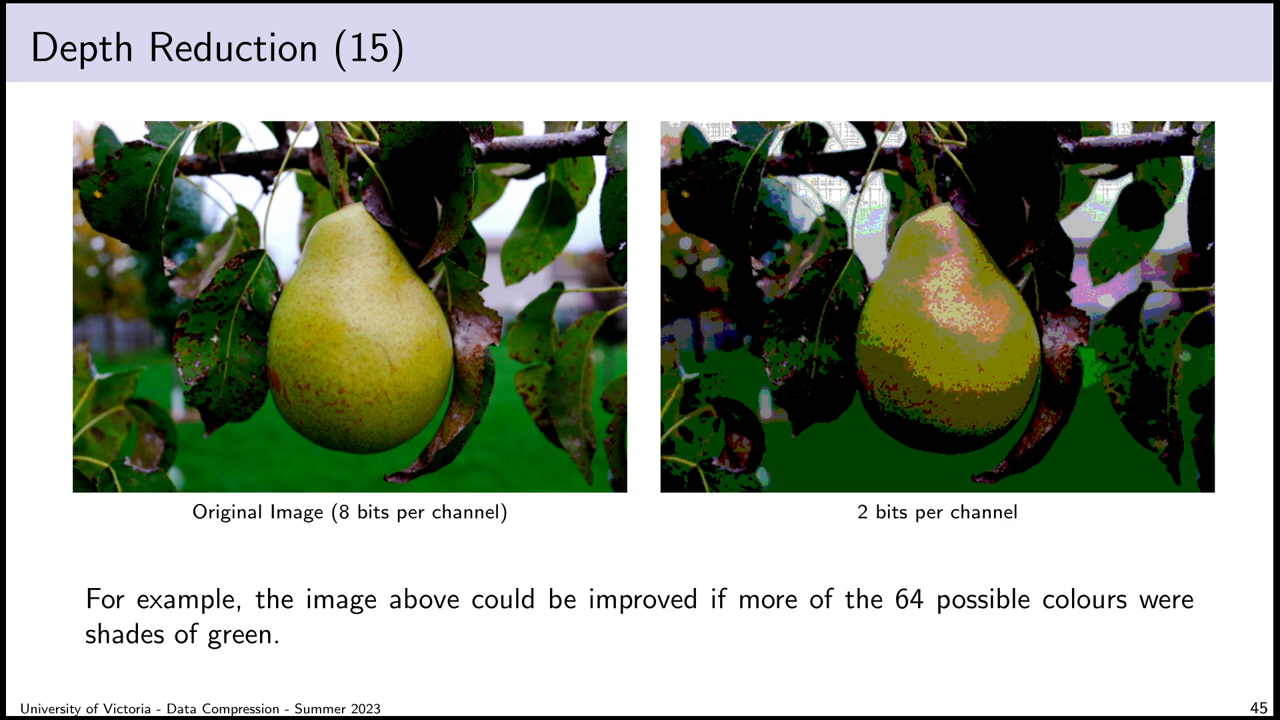 Depth Reduction (15)
Original Image (8 bits per channel)
2 bits per channel
For example, the image above could be improved if more of the 64 possible colours were
shades of green.
University of Victoria - Data Compression - Summer 2023
45